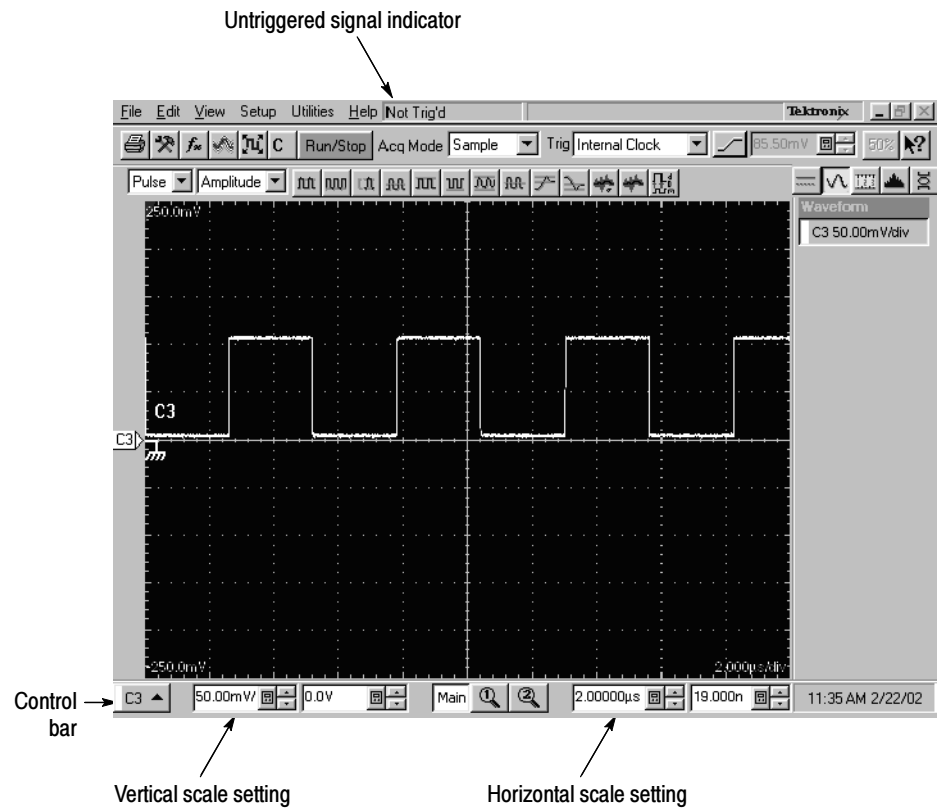 Untriggered signal indicator
File Edit View Setup Utilities Help Not Trig'd Tektronix
C Run/Stop Acq Mode Sample Trig Internal Clock 85.50mV 50%
Pulse Amplitude
250.0mV
Waveform
C3 50.00mV/div
C3
C3
-250.0mV 2.000µs/div
Control bar
C3 50.00mV/ 0.0V Main 1 2 2.00000µs 19.000n 11:35 AM 2/22/02
Vertical scale setting Horizontal scale setting